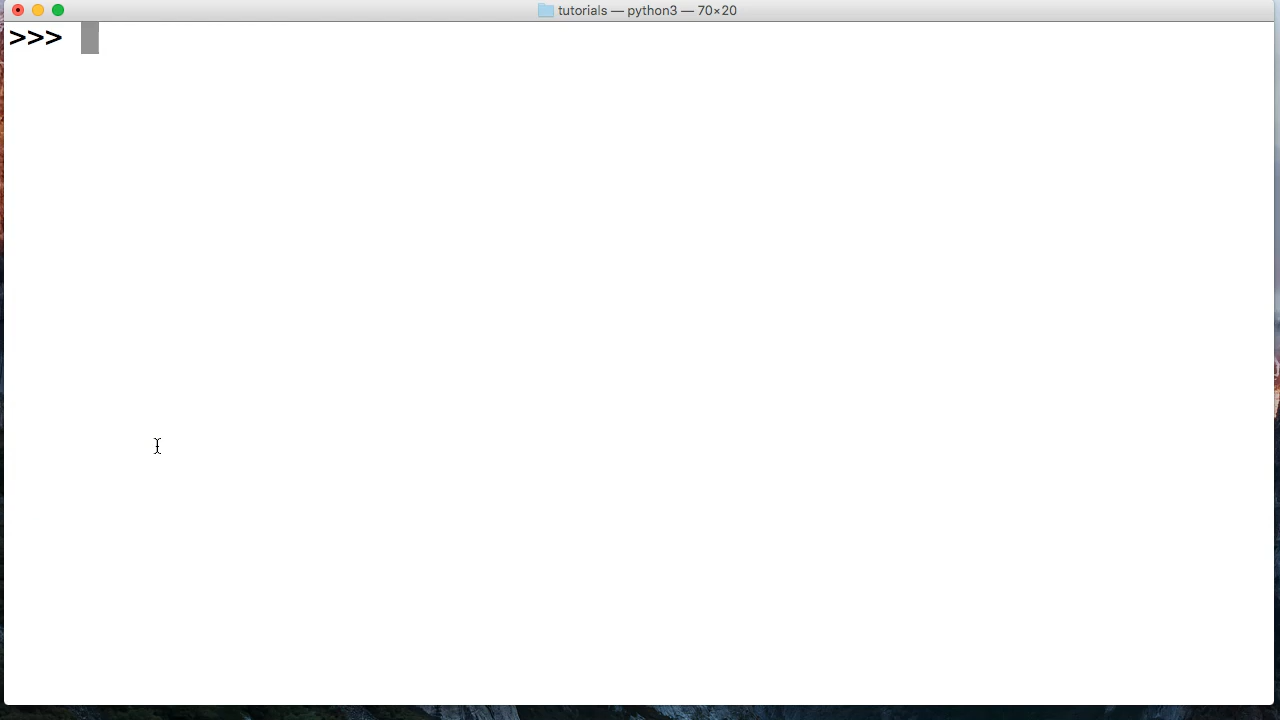 tutorials — python3 — 70×20
>>>